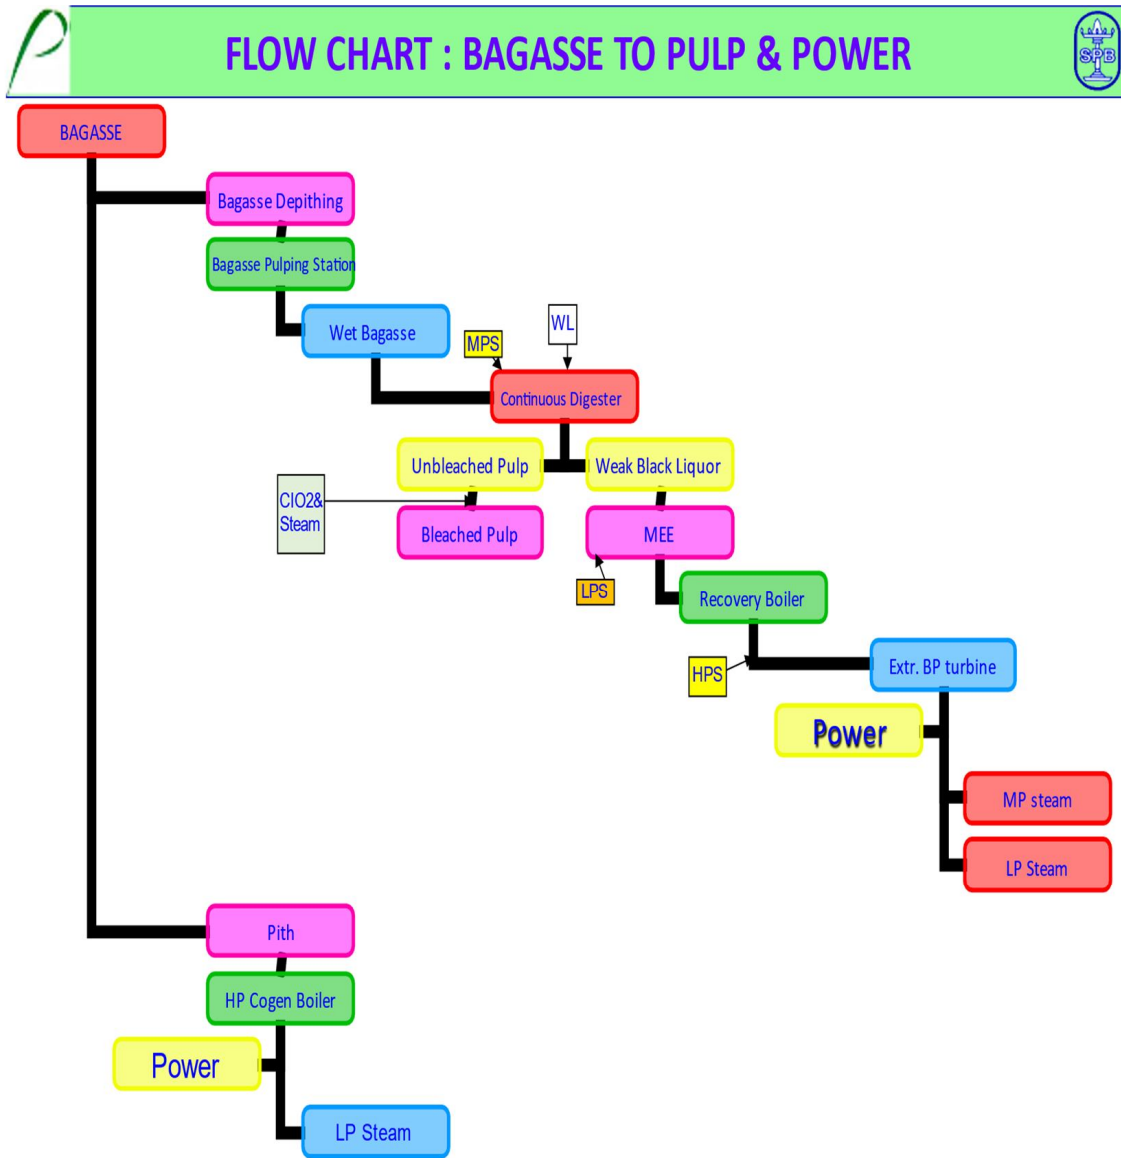 FLOW CHART : BAGASSE TO PULP & POWER
SPB
BAGASSE
Bagasse Depithing
Bagasse Pulping Station
Wet Bagasse
MPS
WL
Continuous Digester
Unbleached Pulp
Weak Black Liquor
ClO2&
Steam
Bleached Pulp
MEE
LPS
Recovery Boiler
HPS
Extr. BP turbine
Power
MP steam
LP Steam
Pith
HP Cogen Boiler
Power
LP Steam